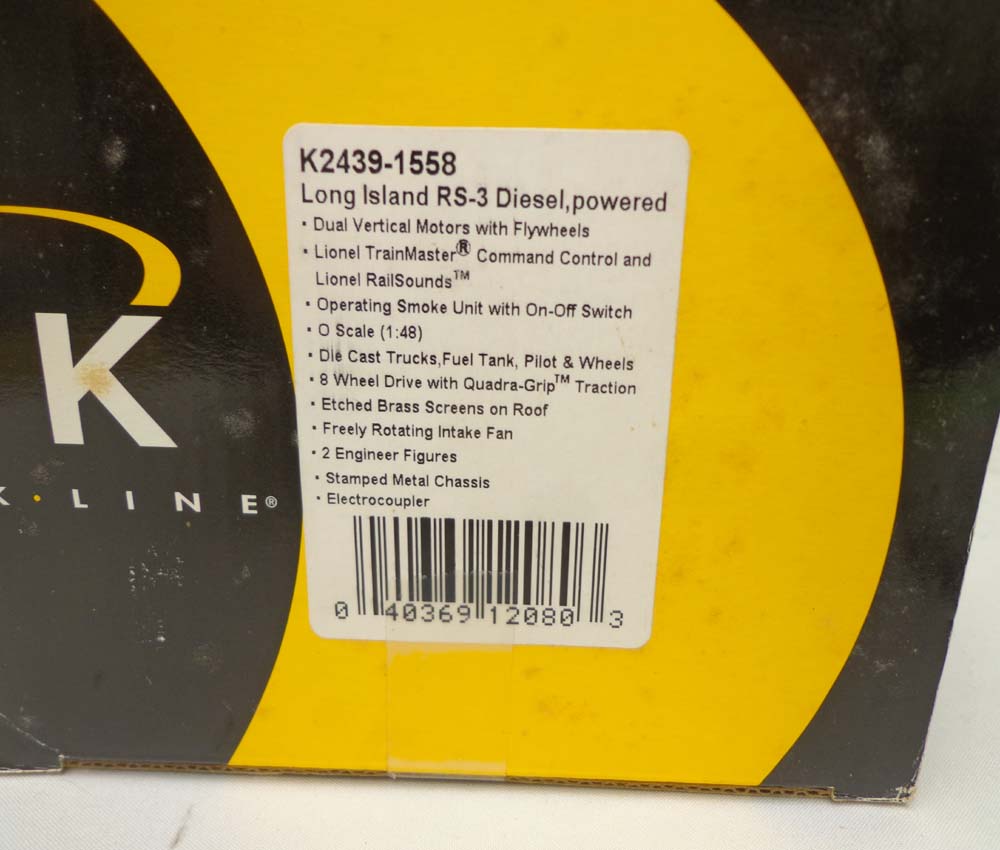 K2439-1558
Long Island RS-3 Diesel,powered
· Dual Vertical Motors with Flywheels
· Lionel TrainMaster® Command Control and
Lionel RailSounds™
· Operating Smoke Unit with On-Off Switch
· O Scale (1:48)
· Die Cast Trucks,Fuel Tank, Pilot & Wheels
· 8 Wheel Drive with Quadra-Grip™ Traction
· Etched Brass Screens on Roof
· Freely Rotating Intake Fan
· 2 Engineer Figures
· Stamped Metal Chassis
· Electrocoupler
0 40369 12080 3
K
K·LINE®